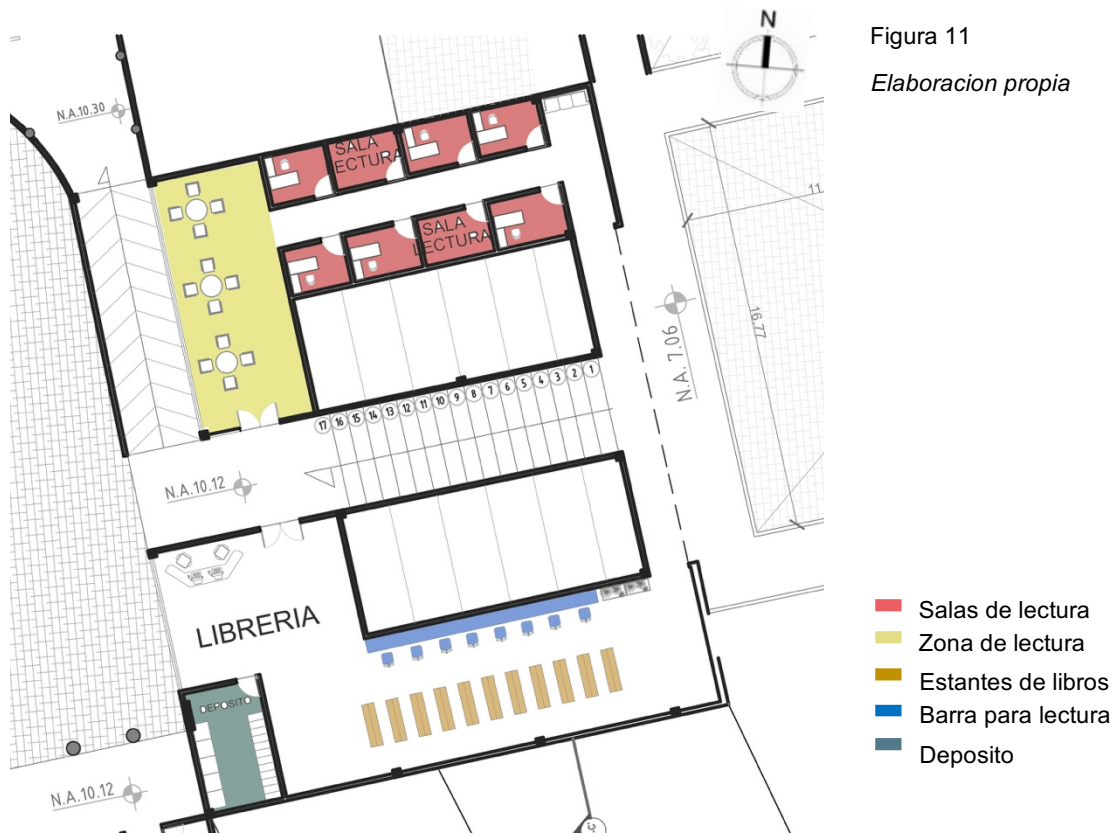 N
Figura 11
Elaboracion propia
N.A.10.30
SALA
ECTURA
11.
SALA
LECTURA
16.77
N.A. 7.06
17 16 15 14 13 12 11 10 9 8 7 6 5 4 3 2 1
N.A.10.12
LIBRERIA
DEPOSITO
N.A.10.12
Salas de lectura
Zona de lectura
Estantes de libros
Barra para lectura
Deposito